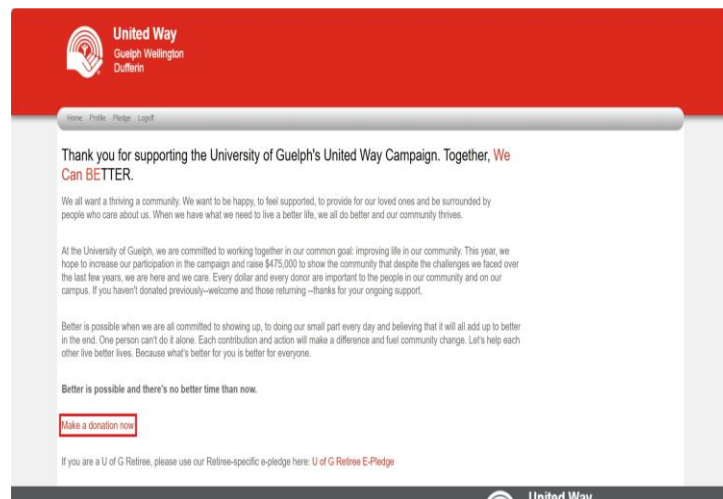 United Way
Guelph Wellington
Dufferin
Home Profile Pledge Logoff
Thank you for supporting the University of Guelph's United Way Campaign. Together, We
Can BETTER.
We all want a thriving a community. We want to be happy, to feel supported, to provide for our loved ones and be surrounded by
people who care about us. When we have what we need to live a better life, we all do better and our community thrives.
At the University of Guelph, we are committed to working together in our common goal: improving life in our community. This year, we
hope to increase our participation in the campaign and raise $475,000 to show the community that despite the challenges we faced over
the last few years, we are here and we care. Every dollar and every donor are important to the people in our community and on our
campus. If you haven't donated previously--welcome and those returning --thanks for your ongoing support.
Better is possible when we are all committed to showing up, to doing our small part every day and believing that it will all add up to better
in the end. One person can't do it alone. Each contribution and action will make a difference and fuel community change. Let's help each
other live better lives. Because what's better for you is better for everyone.
Better is possible and there's no better time than now.
Make a donation now
If you are a U of G Retiree, please use our Retiree-specific e-pledge here: U of G Retiree E-Pledge
United Way